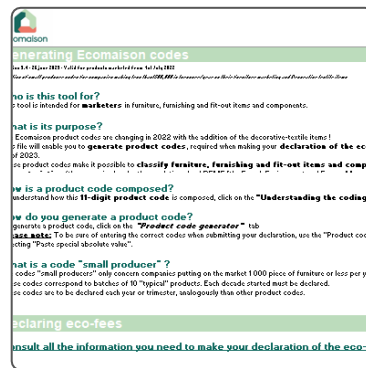 comaison
enerating Ecomaison codes
ho is this tool for?
tool is intended for marketers in furniture, furnishing and fit-out items and components.
hat is its purpose?
Ecomaison product codes are changing in 2022 with the addition of the decorative-textile items !
file will enable you to generate product codes, required when making your declaration of the ec
of 2023.
se product codes make it possible to classify furniture, furnishing and fit-out items and comp
ow is a product code composed?
understand how this 11-digit product code is composed, click on the "Understanding the coding
ow do you generate a product code?
generate a product code, click on the "Product code generator" tab
ease note: To be sure of entering the correct codes when submitting your declaration, use the "Product coc
ecting "Paste special absolute value".
hat is a code "small producer" ?
codes "small producers" only concern companies putting on the market 1 000 piece of furniture or less per y
se codes correspond to batches of 10 "typical" products. Each decade started must be declared.
se codes are to be declared each year or trimester, analogously than other product codes.
eclaring eco-fees
onsult all the information you need to make your declaration of the eco-